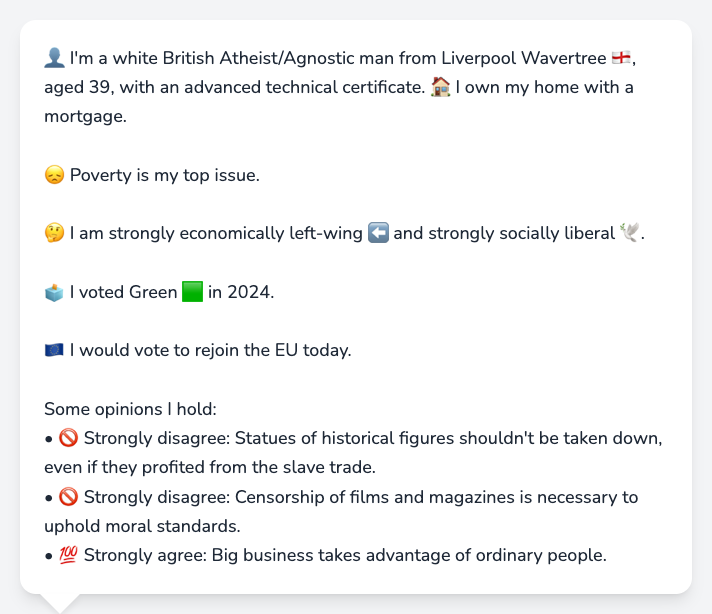 👤 I'm a white British Atheist/Agnostic man from Liverpool Wavertree 🏴󠁧󠁢󠁥󠁮󠁧󠁿,
aged 39, with an advanced technical certificate. 🏠 I own my home with a
mortgage.
😞 Poverty is my top issue.
🤔 I am strongly economically left-wing ⬅️ and strongly socially liberal 🕊️.
🗳️ I voted Green 🟩 in 2024.
🇪🇺 I would vote to rejoin the EU today.
Some opinions I hold:
• 🚫 Strongly disagree: Statues of historical figures shouldn't be taken down,
even if they profited from the slave trade.
• 🚫 Strongly disagree: Censorship of films and magazines is necessary to
uphold moral standards.
• 💯 Strongly agree: Big business takes advantage of ordinary people.